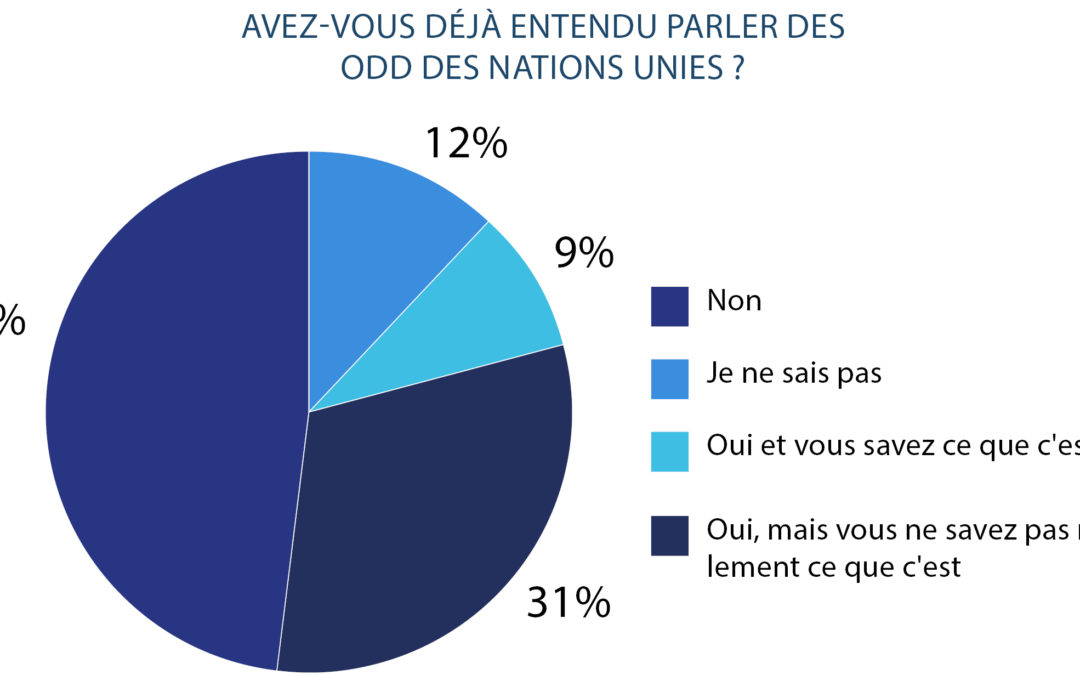 AVEZ-VOUS DÉJÀ ENTENDU PARLER DES
ODD DES NATIONS UNIES ?
12%
9%
%
31%
Non
Je ne sais pas
Oui et vous savez ce que
Oui, mais vous ne savez pas
lement ce que c'est